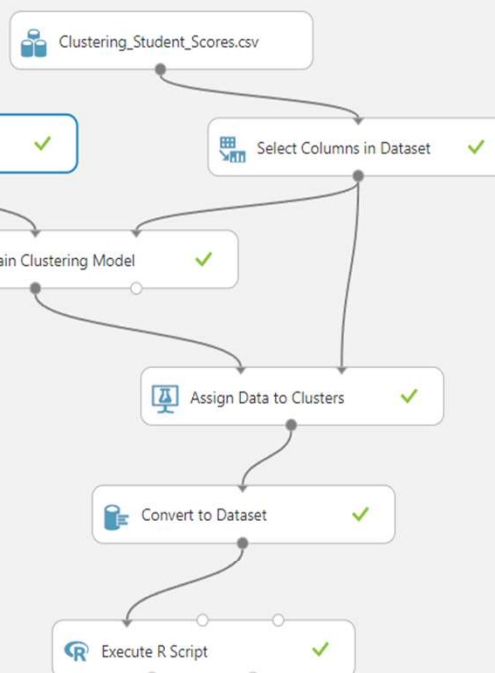 Clustering_Student_Scores.csv
Select Columns in Dataset
ain Clustering Model
Assign Data to Clusters
Convert to Dataset
Execute R Script